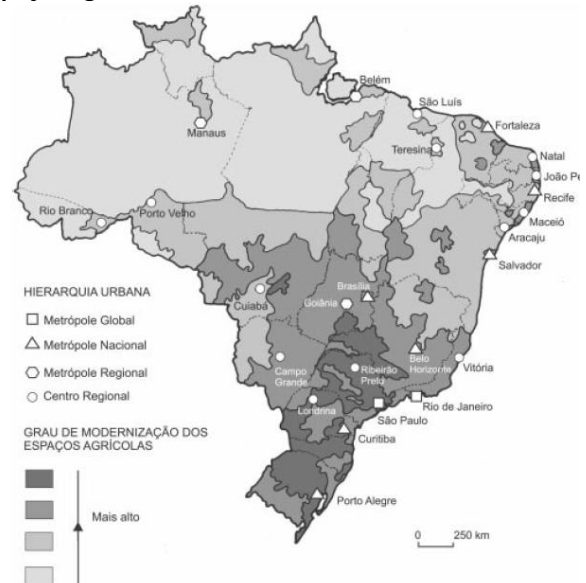 Belém
São Luís
Manaus
Fortaleza
Teresina
Natal
João Pe
Recife
Rio Branco
Porto Velho
Maceió
Aracaju
Salvador
HIERARQUIA URBANA
Metrópole Global
Metrópole Nacional
Metrópole Regional
Centro Regional
Cuiabá
Brasília
Goiânia
Campo
Grande
Ribeirão
Preto
Belo
Horizonte
Vitória
Londrina
São Paulo
Rio de Janeiro
Curitiba
Porto Alegre
GRAU DE MODERNIZAÇÃO DOS
ESPAÇOS AGRÍCOLAS
Mais alto
0 250 km